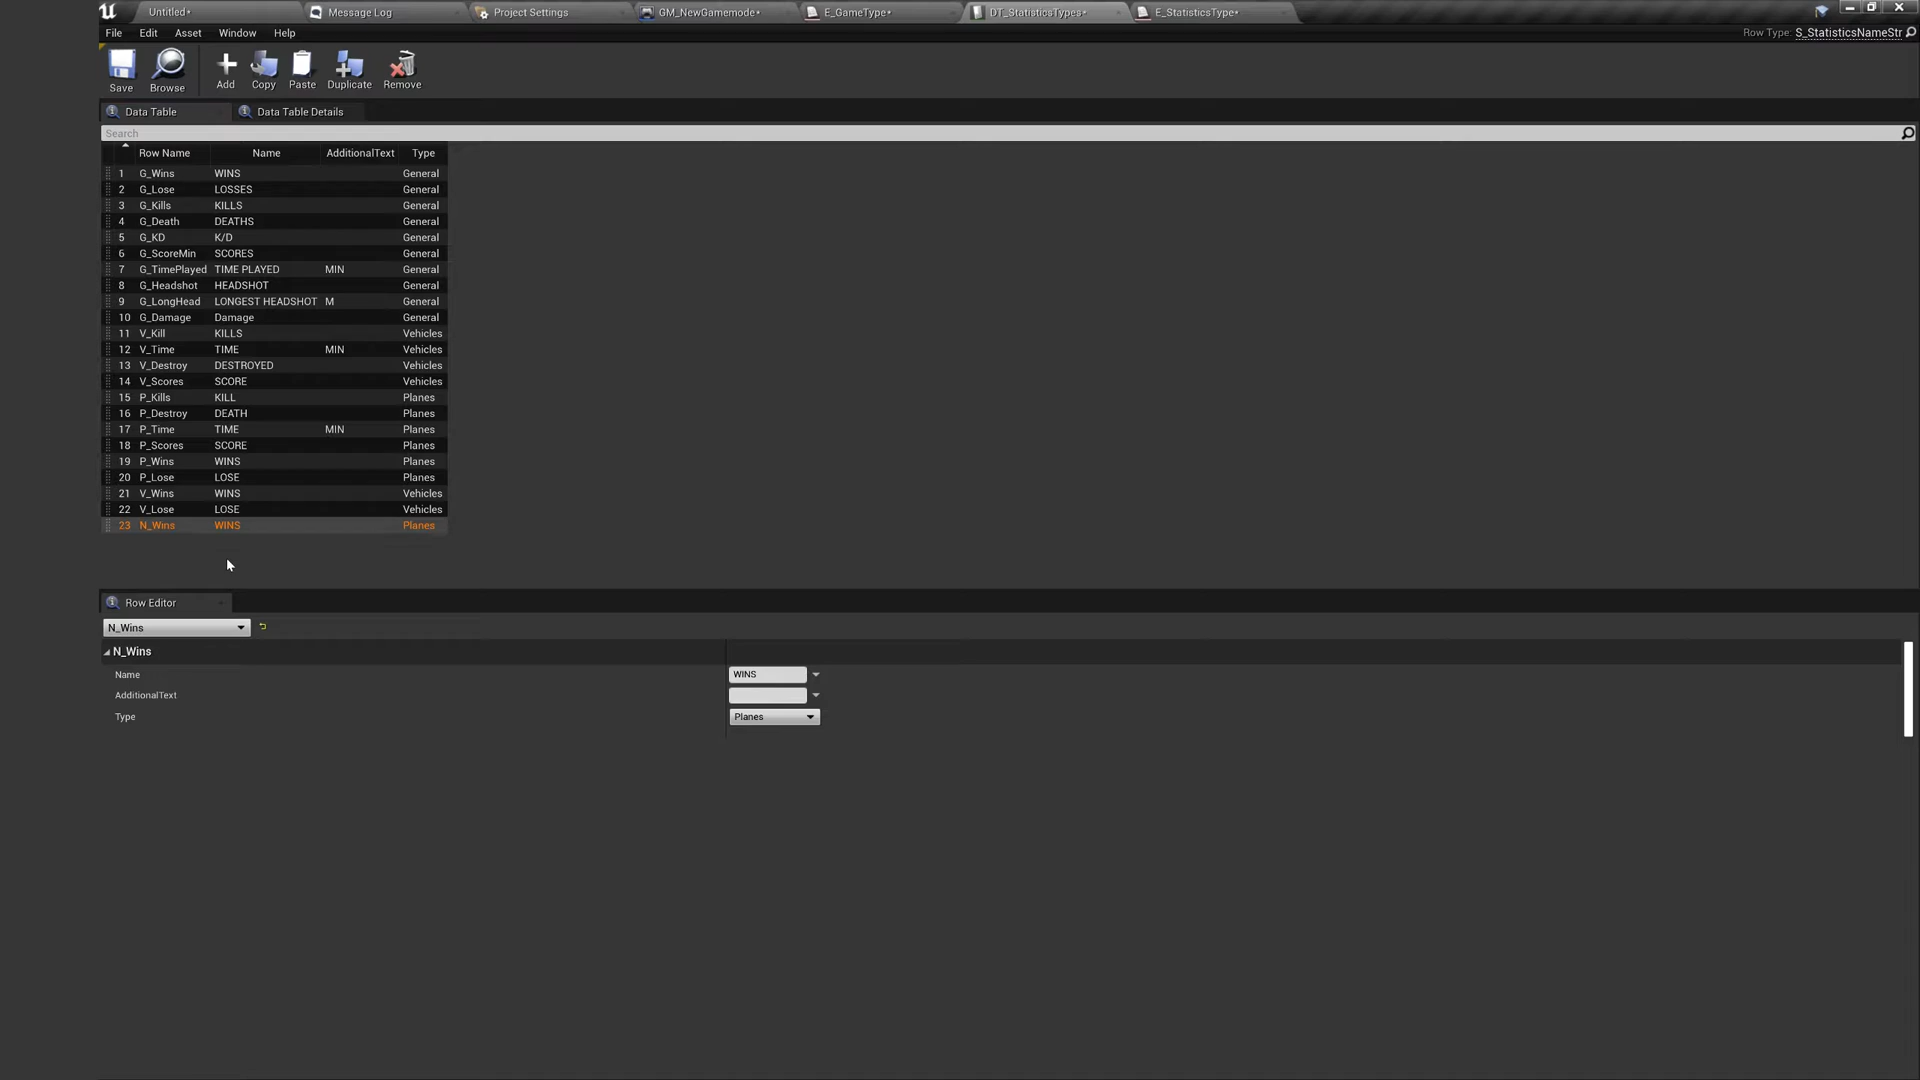 Untitled*
Message Log
Project Settings
GM_NewGamemode*
E_GameType*
DT_StatisticsTypes*
E_StatisticsType*
File Edit Asset Window Help
Row Type: S_StatisticsNameStr
Save Browse Add Copy Paste Duplicate Remove
Data Table
Data Table Details
Search
Row Name Name AdditionalText Type
1 G_Wins WINS General
2 G_Lose LOSSES General
3 G_Kills KILLS General
4 G_Death DEATHS General
5 G_KD K/D General
6 G_ScoreMin SCORES General
7 G_TimePlayed TIME PLAYED MIN General
8 G_Headshot HEADSHOT General
9 G_LongHead LONGEST HEADSHOT M General
10 G_Damage Damage General
11 V_Kill KILLS Vehicles
12 V_Time TIME MIN Vehicles
13 V_Destroy DESTROYED Vehicles
14 V_Scores SCORE Vehicles
15 P_Kills KILL Planes
16 P_Destroy DEATH Planes
17 P_Time TIME MIN Planes
18 P_Scores SCORE Planes
19 P_Wins WINS Planes
20 P_Lose LOSE Planes
21 V_Wins WINS Vehicles
22 V_Lose LOSE Vehicles
23 N_Wins WINS Planes
Row Editor
N_Wins
N_Wins
Name WINS
AdditionalText
Type Planes